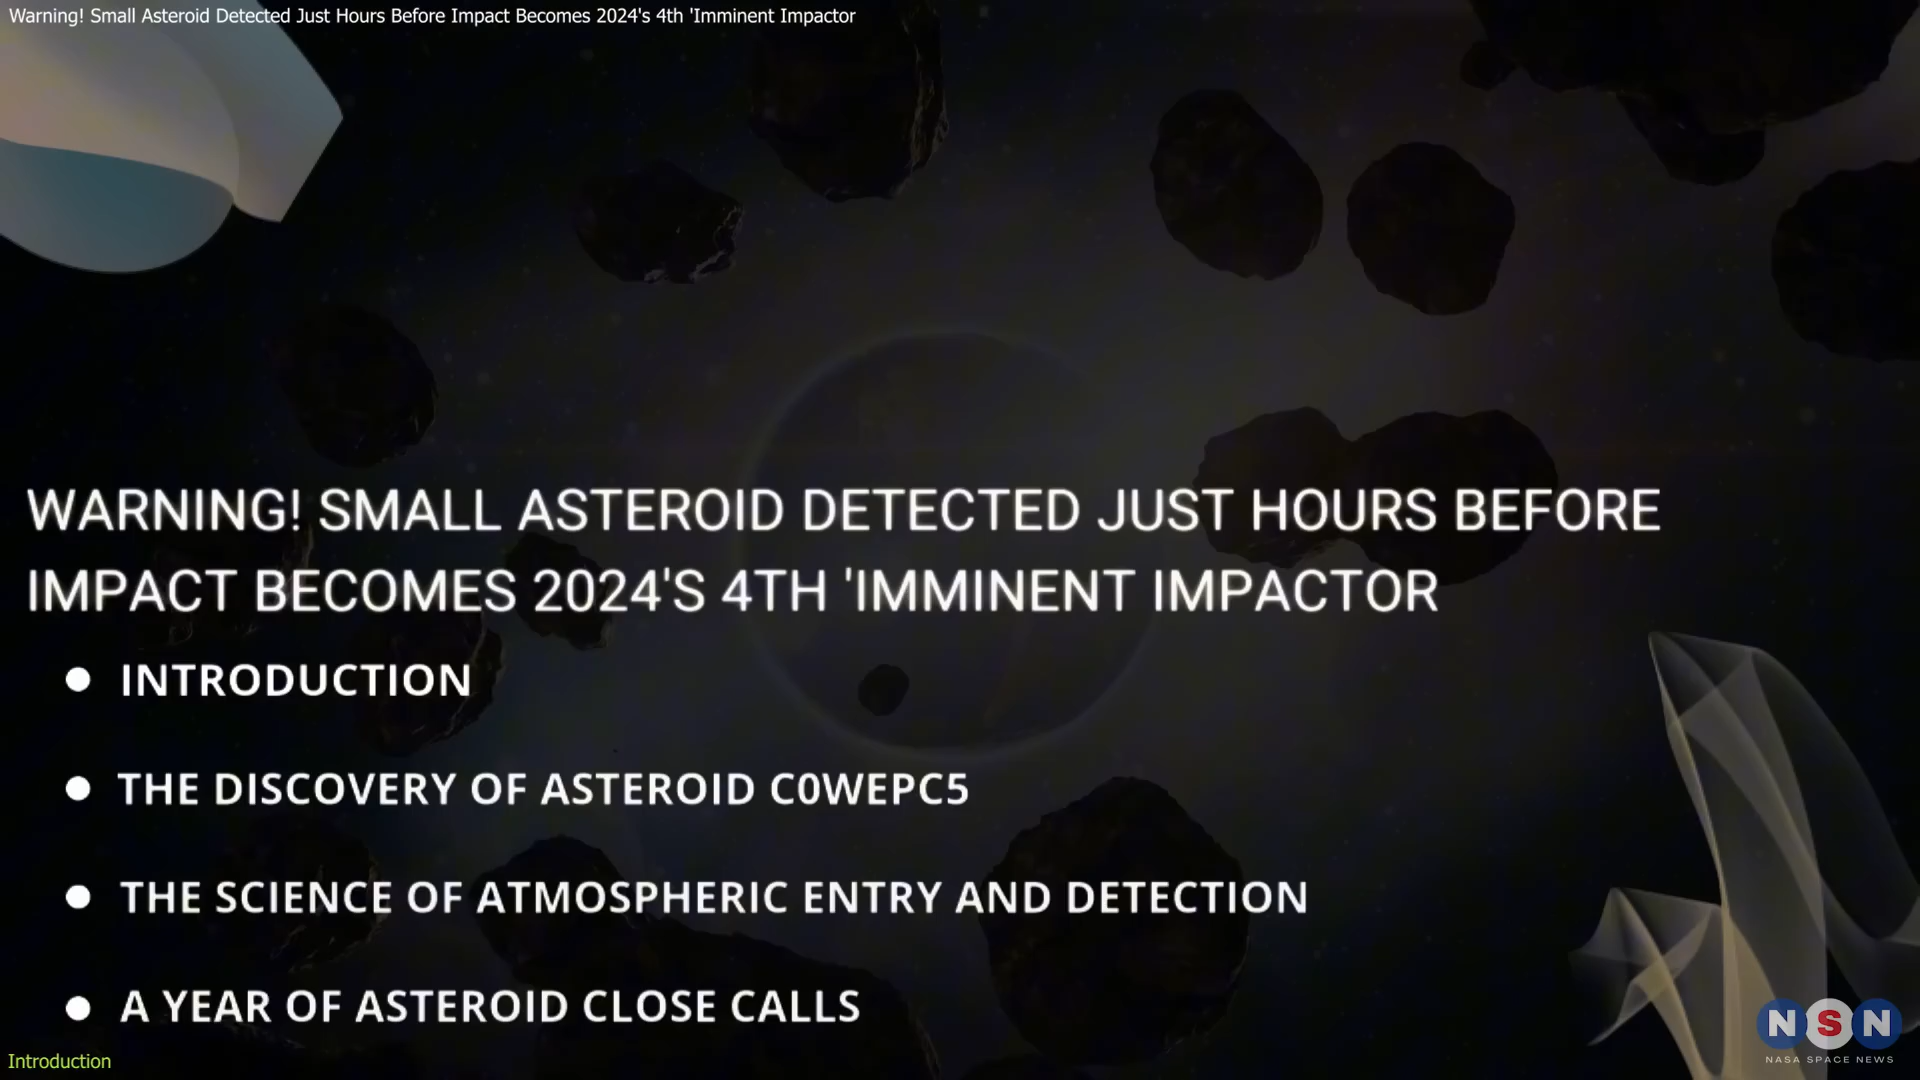 Warning! Small Asteroid Detected Just Hours Before Impact Becomes 2024's 4th 'Imminent Impactor
WARNING! SMALL ASTEROID DETECTED JUST HOURS BEFORE
IMPACT BECOMES 2024'S 4TH 'IMMINENT IMPACTOR
INTRODUCTION
THE DISCOVERY OF ASTEROID C0WEPC5
THE SCIENCE OF ATMOSPHERIC ENTRY AND DETECTION
A YEAR OF ASTEROID CLOSE CALLS
NSN
NASA SPACE NEWS
Introduction